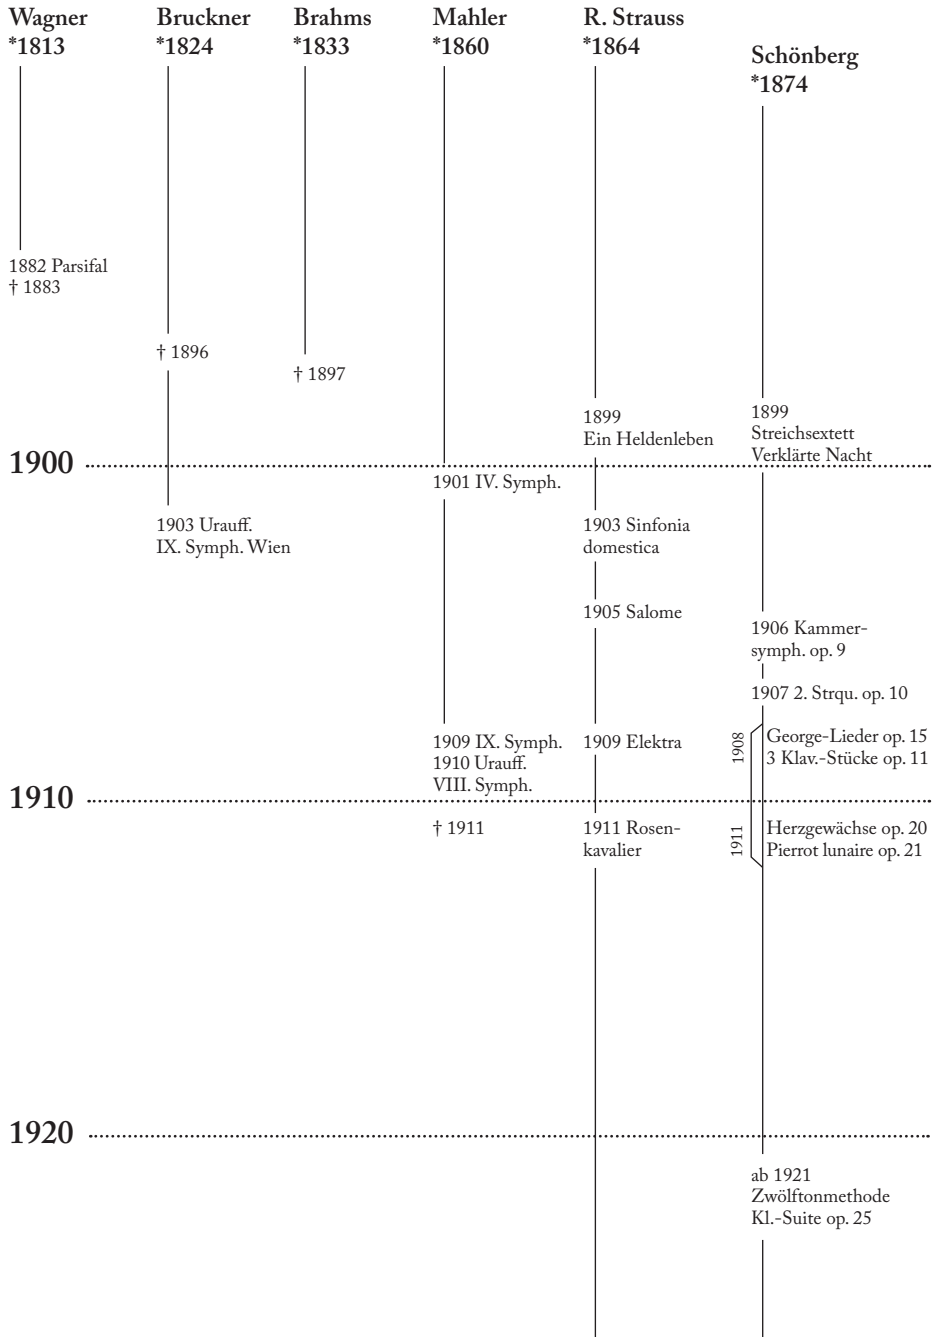 Wagner
*1813
Bruckner
*1824
Brahms
*1833
Mahler
*1860
R. Strauss
*1864
Schönberg
*1874
1882 Parsifal
† 1883
† 1896
† 1897
1899
Ein Heldenleben
1899
Streichsextett
Verklärte Nacht
1900
1901 IV. Symph.
1903 Urauff.
IX. Symph. Wien
1903 Sinfonia
domestica
1905 Salome
1906 Kammer-
symph. op. 9
1907 2. Strqu. op. 10
1909 IX. Symph.
1910 Urauff.
VIII. Symph.
1909 Elektra
1908
George-Lieder op. 15
3 Klav.-Stücke op. 11
1910
† 1911
1911 Rosen-
kavalier
1911
Herzgewächse op. 20
Pierrot lunaire op. 21
1920
ab 1921
Zwölftonmethode
Kl.-Suite op. 25